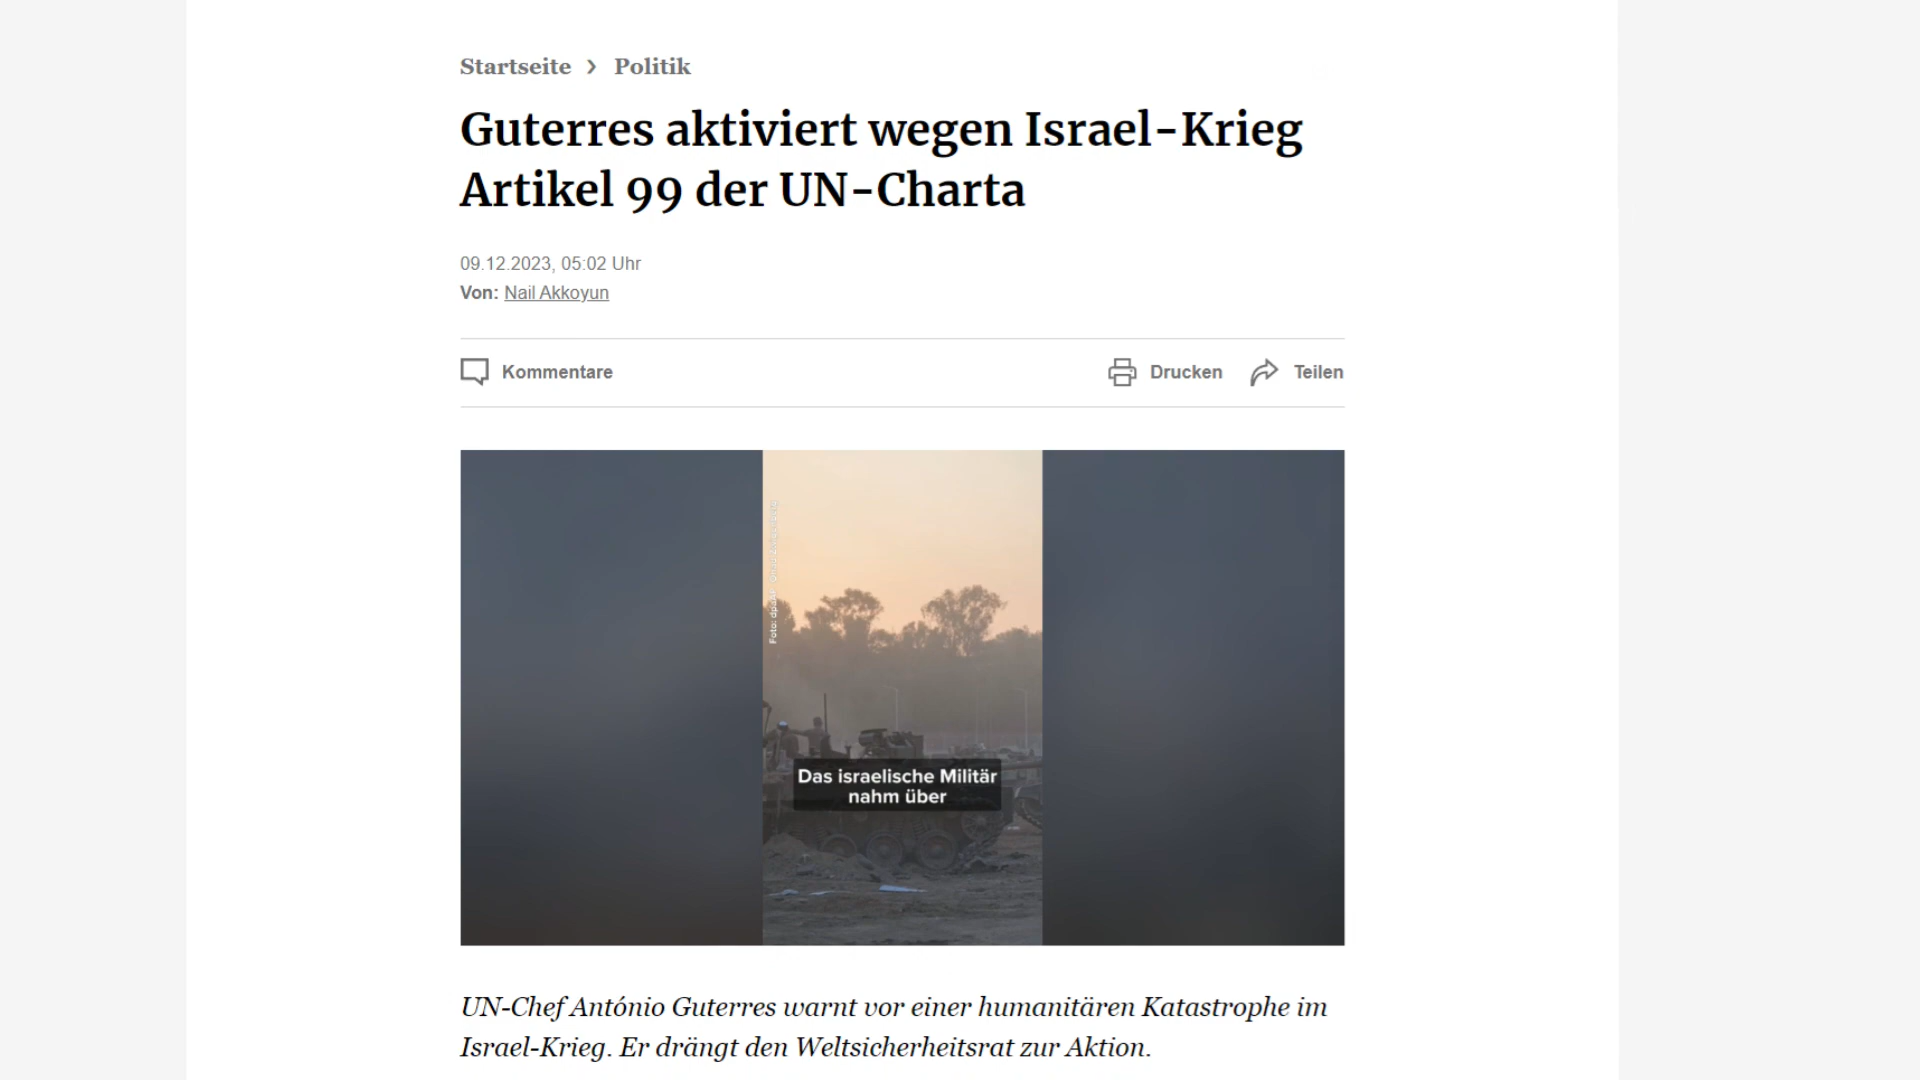 Startseite > Politik
Guterres aktiviert wegen Israel-Krieg
Artikel 99 der UN-Charta
09.12.2023, 05:02 Uhr
Von: Nail Akkoyun
Kommentare
Drucken
Teilen
Foto:
Das israelische Militär
nahm über
UN-Chef António Guterres warnt vor einer humanitären Katastrophe im
Israel-Krieg. Er drängt den Weltsicherheitsrat zur Aktion.